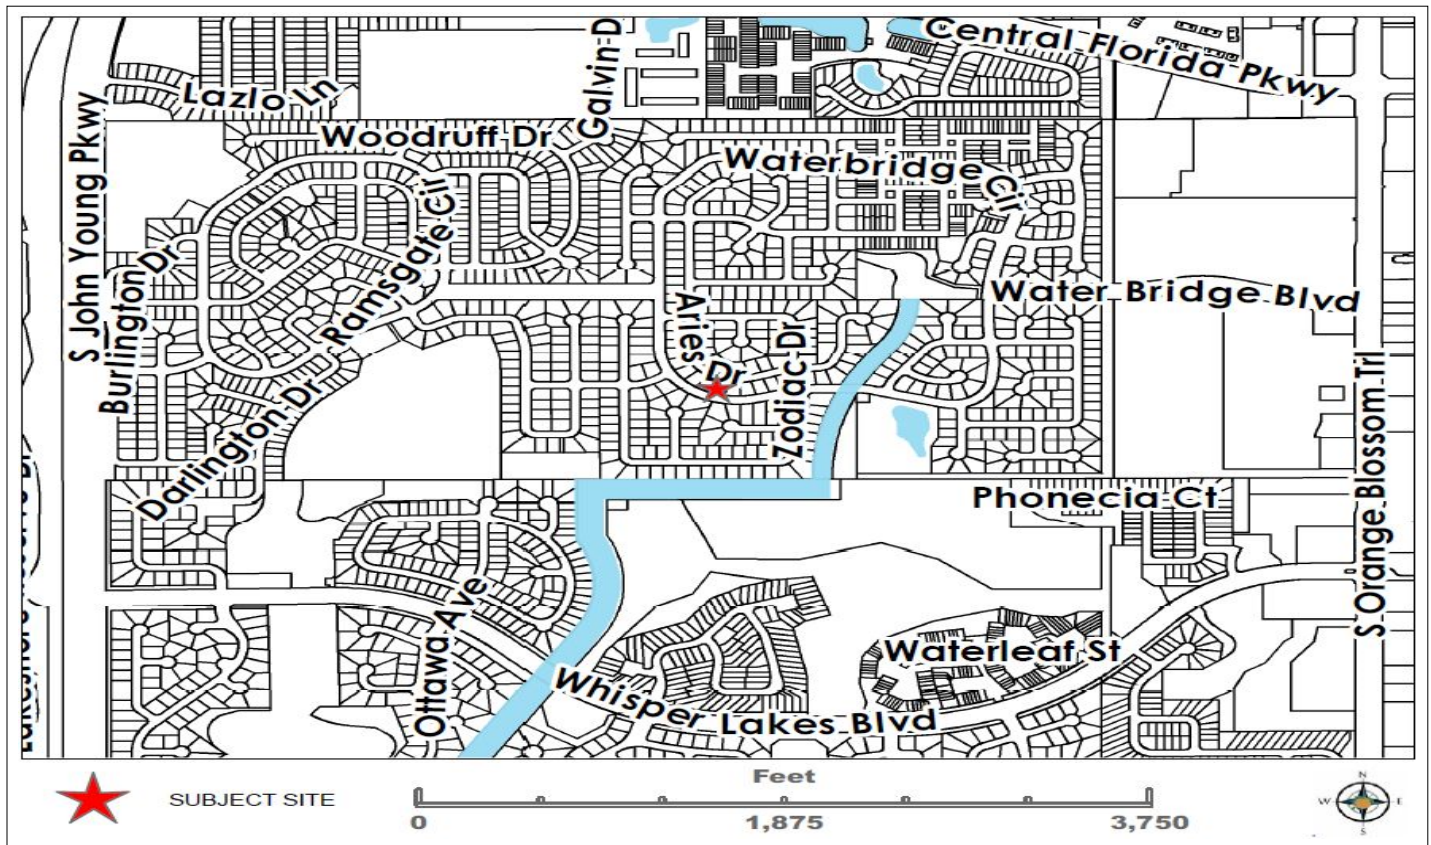 Central Florida Pkwy
Galvin D
Lazlo Ln
Woodruff Dr
Waterbridge Cir
S John Young Pkwy
Ramsgate Cir
Burlington Dr
Water Bridge Blvd
Aries Dr
Zodiac Dr
Darlington Dr
S Orange Blossom Trl
Phonecia Ct
Ottawa Ave
Waterleaf St
Whisper Lakes Blvd
SUBJECT SITE
Feet
0 1,875 3,750
N
W E
S